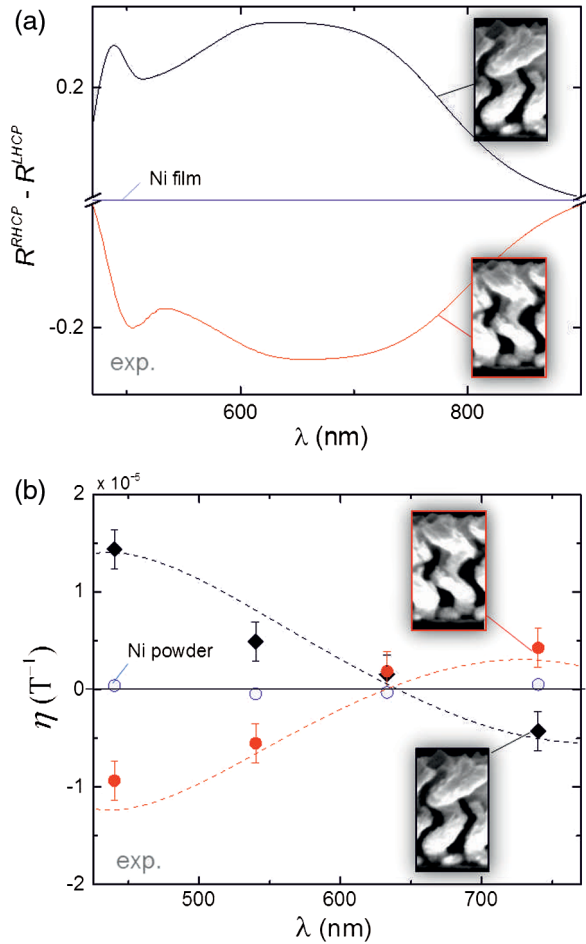 (a)
0.2
Ni film
-0.2
R^RHCP - R^LHCP
exp.
600
800
λ (nm)
(b)
x 10⁻⁵
2
1
Ni powder
0
-1
-2
η (T⁻¹)
exp.
500
600
700
λ (nm)